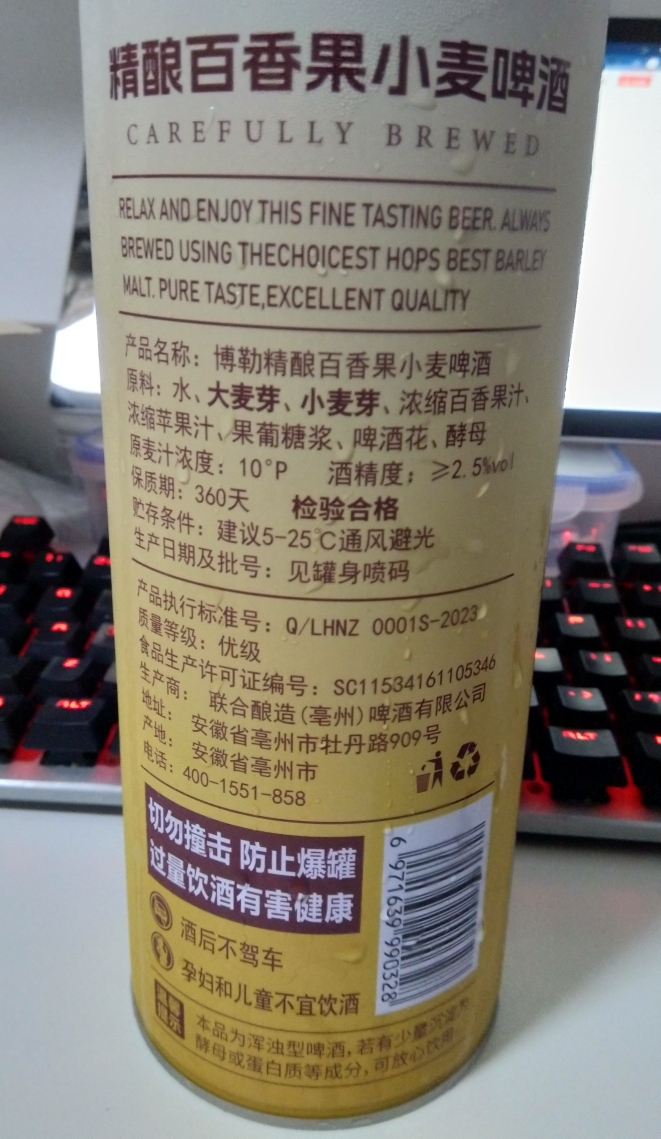 精酿百香果小麦啤酒
CAREFULLY BREWED
RELAX AND ENJOY THIS FINE TASTING BEER. ALWAYS
BREWED USING THECHOICEST HOPS BEST BARLEY
MALT. PURE TASTE,EXCELLENT QUALITY
产品名称：博勒精酿百香果小麦啤酒
原料：水、大麦芽、小麦芽、浓缩百香果汁、
浓缩苹果汁、果葡糖浆、啤酒花、酵母
原麦汁浓度：10°P 酒精度：≥2.5%vol
保质期：360天 检验合格
贮存条件：建议5-25℃通风避光
生产日期及批号：见罐身喷码
产品执行标准号：Q/LHNZ 0001S-2023
质量等级：优级
食品生产许可证编号：SC11534161105346
生产商：联合酿造(亳州)啤酒有限公司
地址：安徽省亳州市牡丹路909号
产地：安徽省亳州市
电话：400-1551-858
切勿撞击 防止爆罐
过量饮酒有害健康
酒后不驾车
孕妇和儿童不宜饮酒
6 971639 990328
温馨
提示
本品为浑浊型啤酒，若有少量沉淀为
酵母或蛋白质等成分，可放心饮用